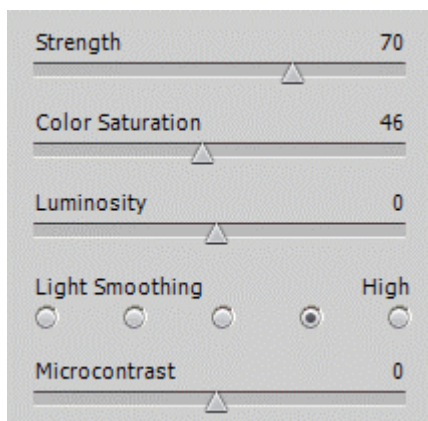 Strength 70
Color Saturation 46
Luminosity 0
Light Smoothing High
Microcontrast 0